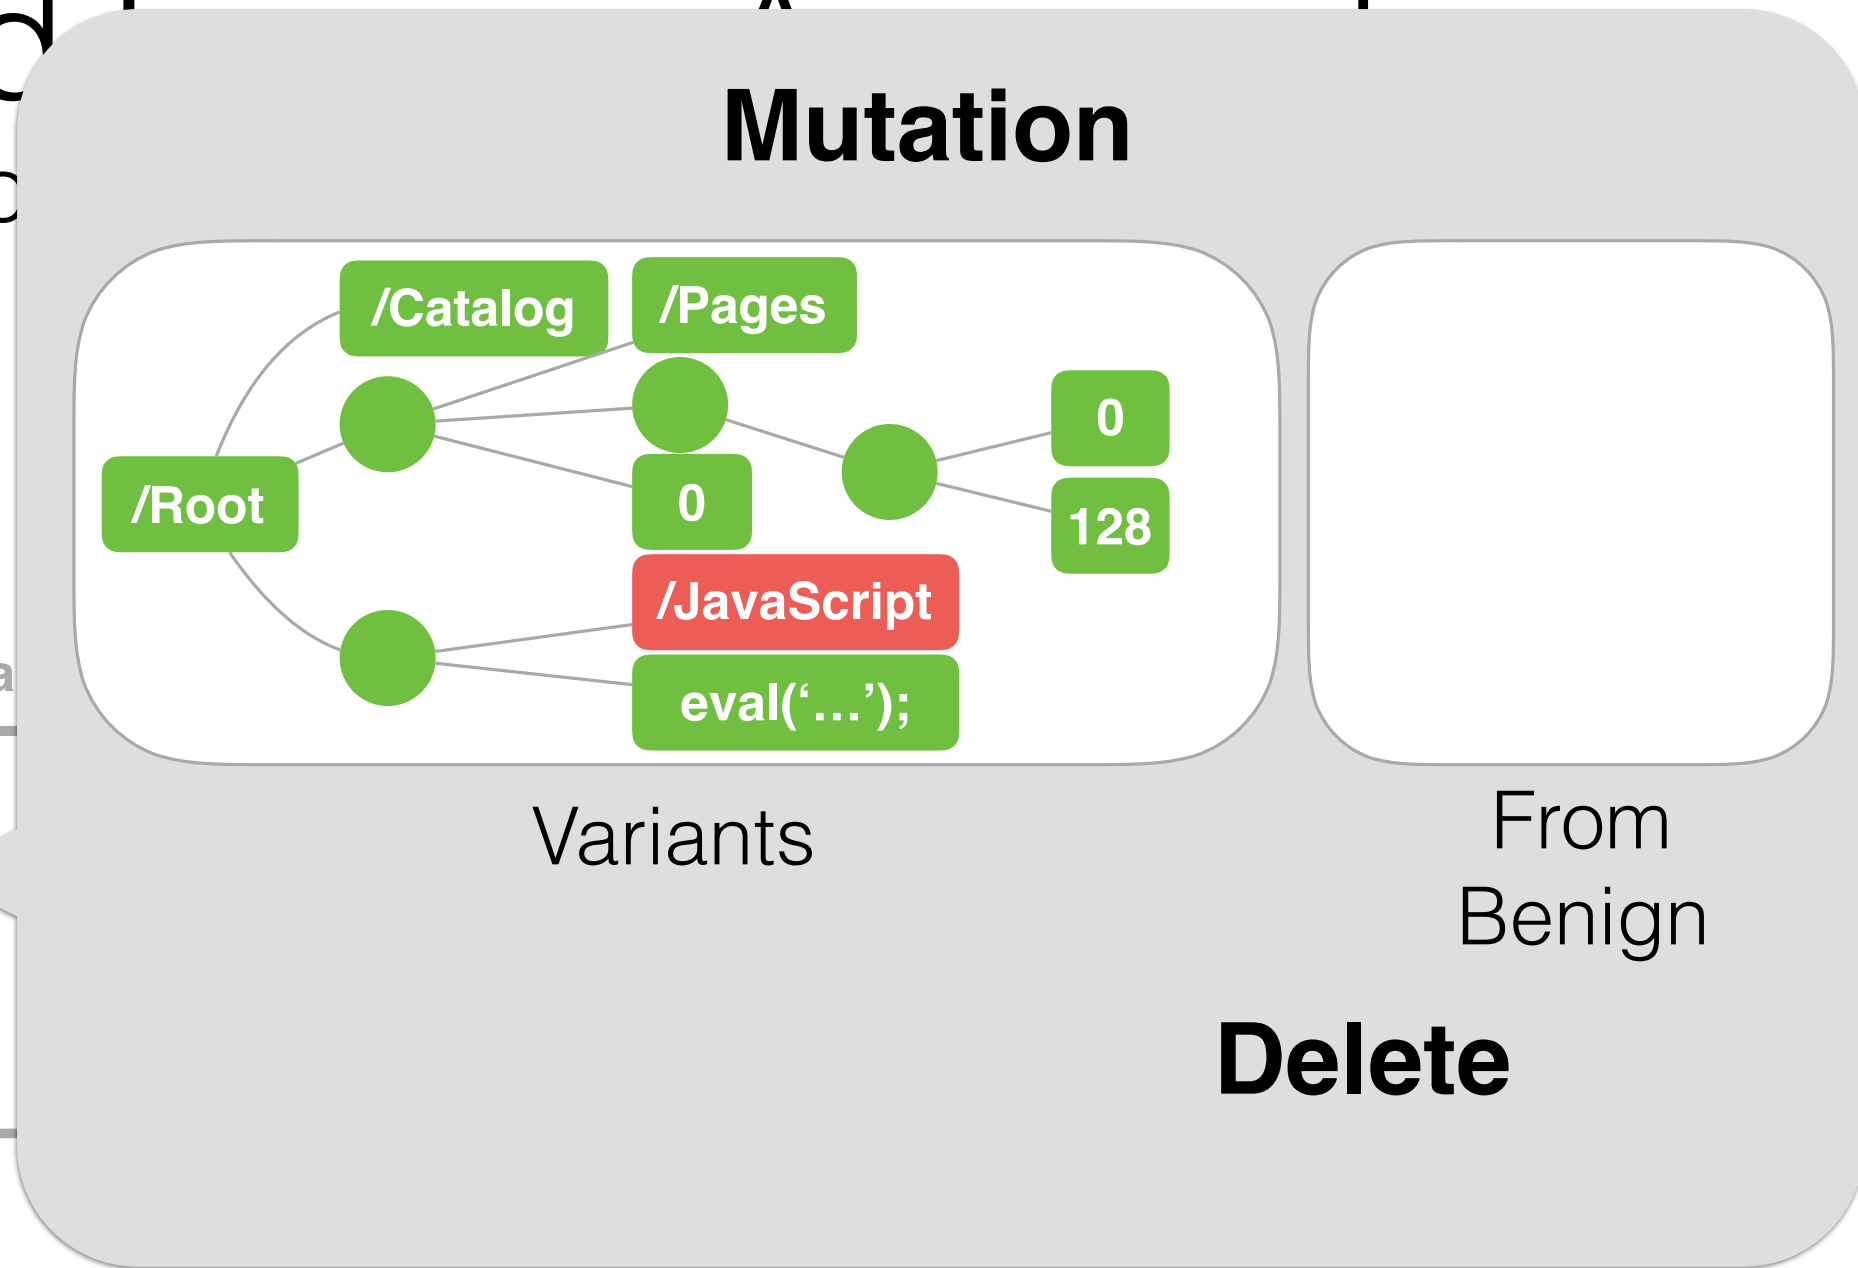 Mutation
/Catalog
/Pages
0
/Root
0
128
/JavaScript
eval(‘…’);
Variants
From
Benign
Delete